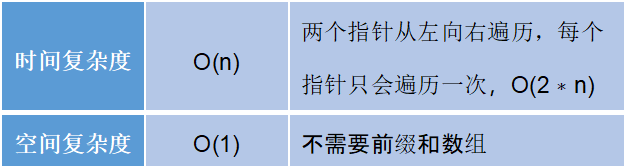 时间复杂度
O(n)
两个指针从左向右遍历，每个
指针只会遍历一次，O(2 * n)
空间复杂度
O(1)
不需要前缀和数组